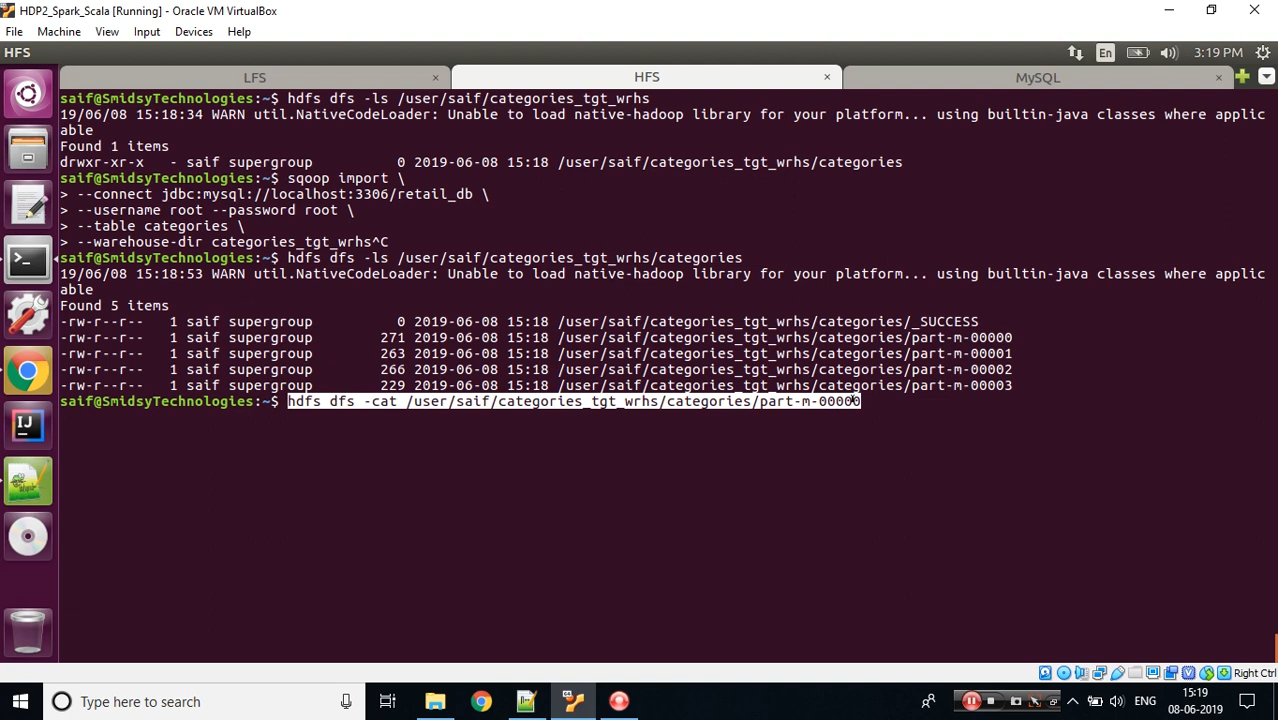 HDP2_Spark_Scala [Running] - Oracle VM VirtualBox
File Machine View Input Devices Help
HFS En 3:19 PM
LFS × HFS × MySQL ×
saif@SmidsyTechnologies:~$ hdfs dfs -ls /user/saif/categories_tgt_wrhs
19/06/08 15:18:34 WARN util.NativeCodeLoader: Unable to load native-hadoop library for your platform... using builtin-java classes where applic
able
Found 1 items
drwxr-xr-x   - saif supergroup          0 2019-06-08 15:18 /user/saif/categories_tgt_wrhs/categories
saif@SmidsyTechnologies:~$ sqoop import \
> --connect jdbc:mysql://localhost:3306/retail_db \
> --username root --password root \
> --table categories \
> --warehouse-dir categories_tgt_wrhs^C
saif@SmidsyTechnologies:~$ hdfs dfs -ls /user/saif/categories_tgt_wrhs/categories
19/06/08 15:18:53 WARN util.NativeCodeLoader: Unable to load native-hadoop library for your platform... using builtin-java classes where applic
able
Found 5 items
-rw-r--r--   1 saif supergroup          0 2019-06-08 15:18 /user/saif/categories_tgt_wrhs/categories/_SUCCESS
-rw-r--r--   1 saif supergroup        271 2019-06-08 15:18 /user/saif/categories_tgt_wrhs/categories/part-m-00000
-rw-r--r--   1 saif supergroup        263 2019-06-08 15:18 /user/saif/categories_tgt_wrhs/categories/part-m-00001
-rw-r--r--   1 saif supergroup        266 2019-06-08 15:18 /user/saif/categories_tgt_wrhs/categories/part-m-00002
-rw-r--r--   1 saif supergroup        229 2019-06-08 15:18 /user/saif/categories_tgt_wrhs/categories/part-m-00003
saif@SmidsyTechnologies:~$ hdfs dfs -cat /user/saif/categories_tgt_wrhs/categories/part-m-00000
Right Ctrl
Type here to search
ENG
15:19
08-06-2019